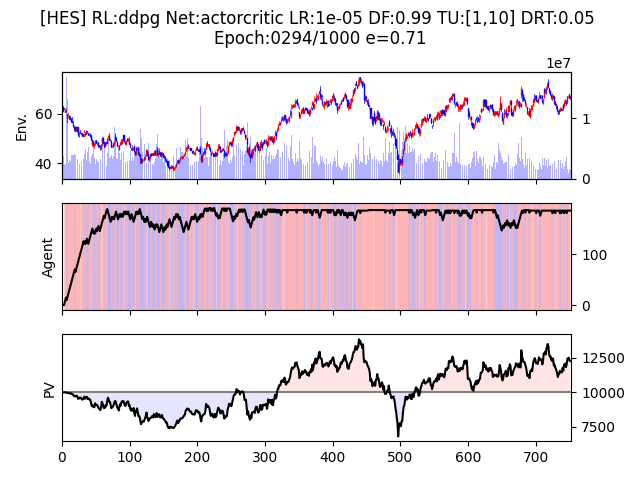 [HES] RL:ddpg Net:actorcritic LR:1e-05 DF:0.99 TU:[1,10] DRT:0.05
Epoch:0294/1000 e=0.71
1e7
Env.
60
40
1
0
Agent
100
0
PV
12500
10000
7500
0 100 200 300 400 500 600 700